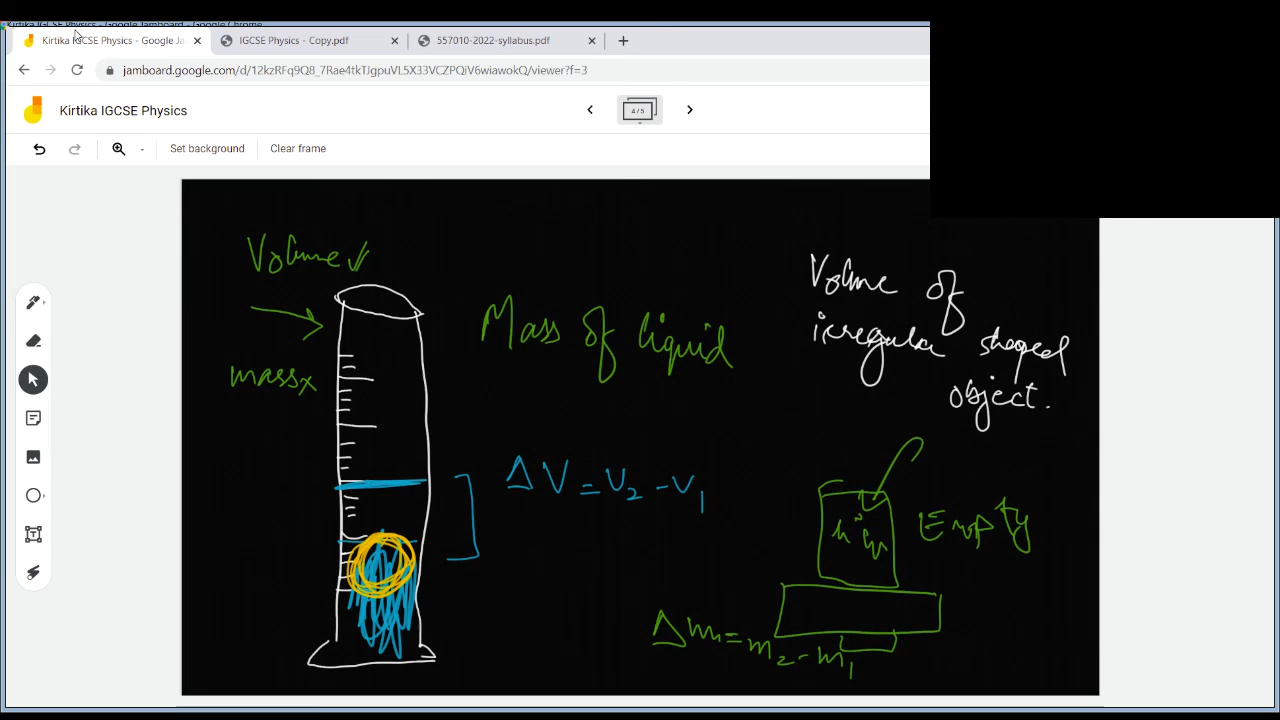 Kirtika IGCSE Physics - Google Jamboard - Google Chrome
Kirtika IGCSE Physics - Google Ja
IGCSE Physics - Copy.pdf
557010-2022-syllabus.pdf
jamboard.google.com/d/12kzRFq9Q8_7Rae4tkTJgpuVL5X33VCZPQiV6wiawokQ/viewer?f=3
Kirtika IGCSE Physics
4 / 5
Set background
Clear frame
Volume ✓
mass x
Mass of liquid
Volme of
irregular shaped
object.
ΔV = V₂ - V₁
Empty
Δm = m₂ - m₁